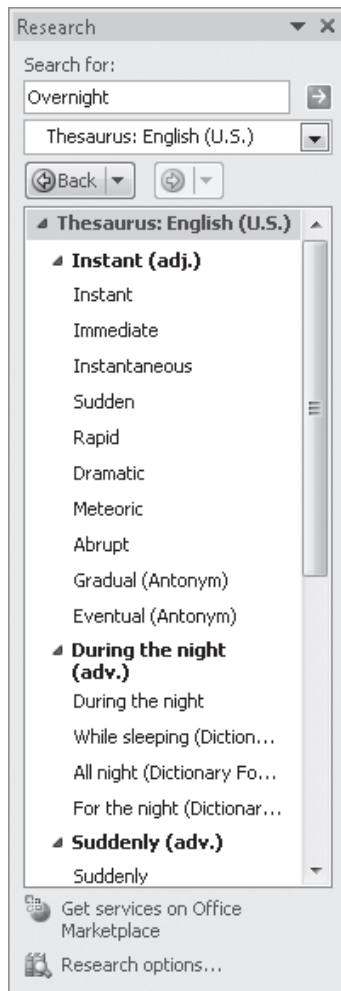 Research
Search for:
Overnight
Thesaurus: English (U.S.)
Back
Thesaurus: English (U.S.)
Instant (adj.)
Instant
Immediate
Instantaneous
Sudden
Rapid
Dramatic
Meteoric
Abrupt
Gradual (Antonym)
Eventual (Antonym)
During the night
(adv.)
During the night
While sleeping (Diction...
All night (Dictionary Fo...
For the night (Dictionar...
Suddenly (adv.)
Suddenly
Get services on Office
Marketplace
Research options...